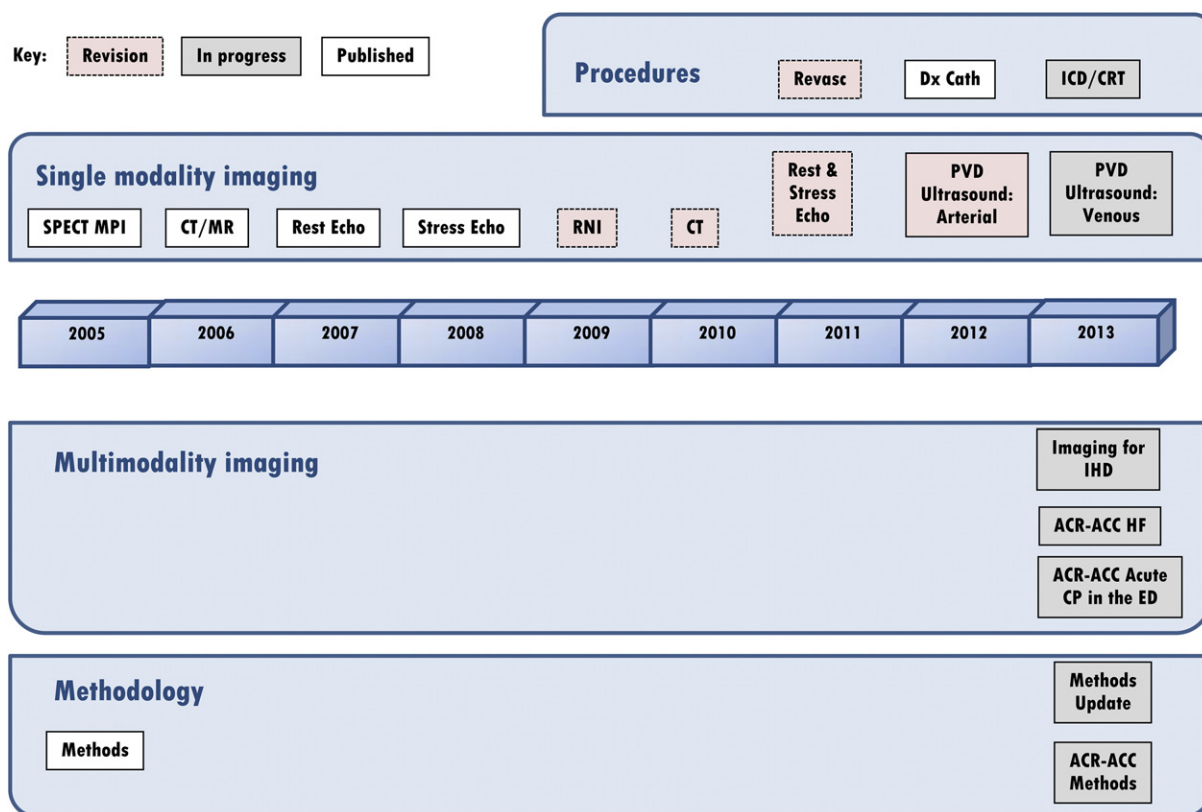 Key:
Revision
In progress
Published
Procedures
Revasc
Dx Cath
ICD/CRT
Single modality imaging
SPECT MPI
CT/MR
Rest Echo
Stress Echo
RNI
CT
Rest &
Stress
Echo
PVD
Ultrasound:
Arterial
PVD
Ultrasound:
Venous
2005
2006
2007
2008
2009
2010
2011
2012
2013
Multimodality imaging
Imaging for
IHD
ACR-ACC HF
ACR-ACC Acute
CP in the ED
Methodology
Methods
Methods
Update
ACR-ACC
Methods